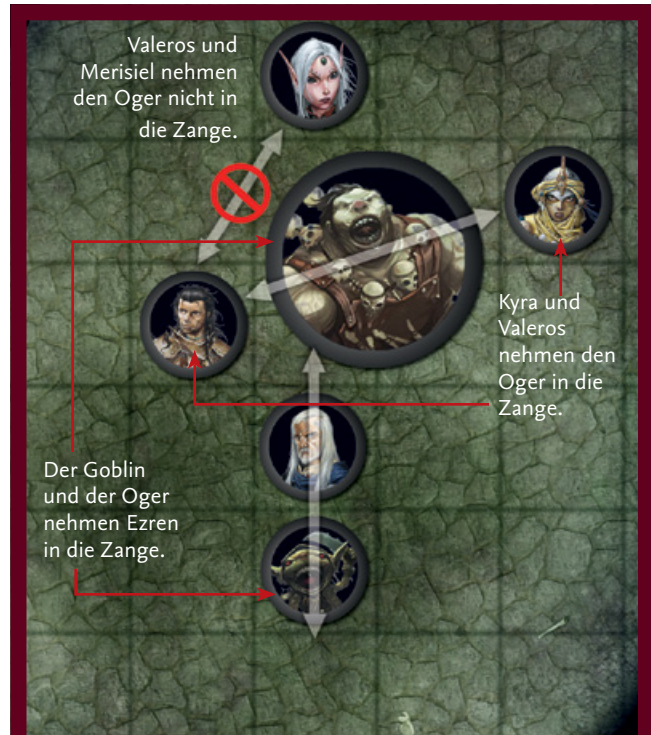 Valeros und
Merisiel nehmen
den Oger nicht in
die Zange.
Kyra und
Valeros
nehmen den
Oger in die
Zange.
Der Goblin
und der Oger
nehmen Ezren
in die Zange.